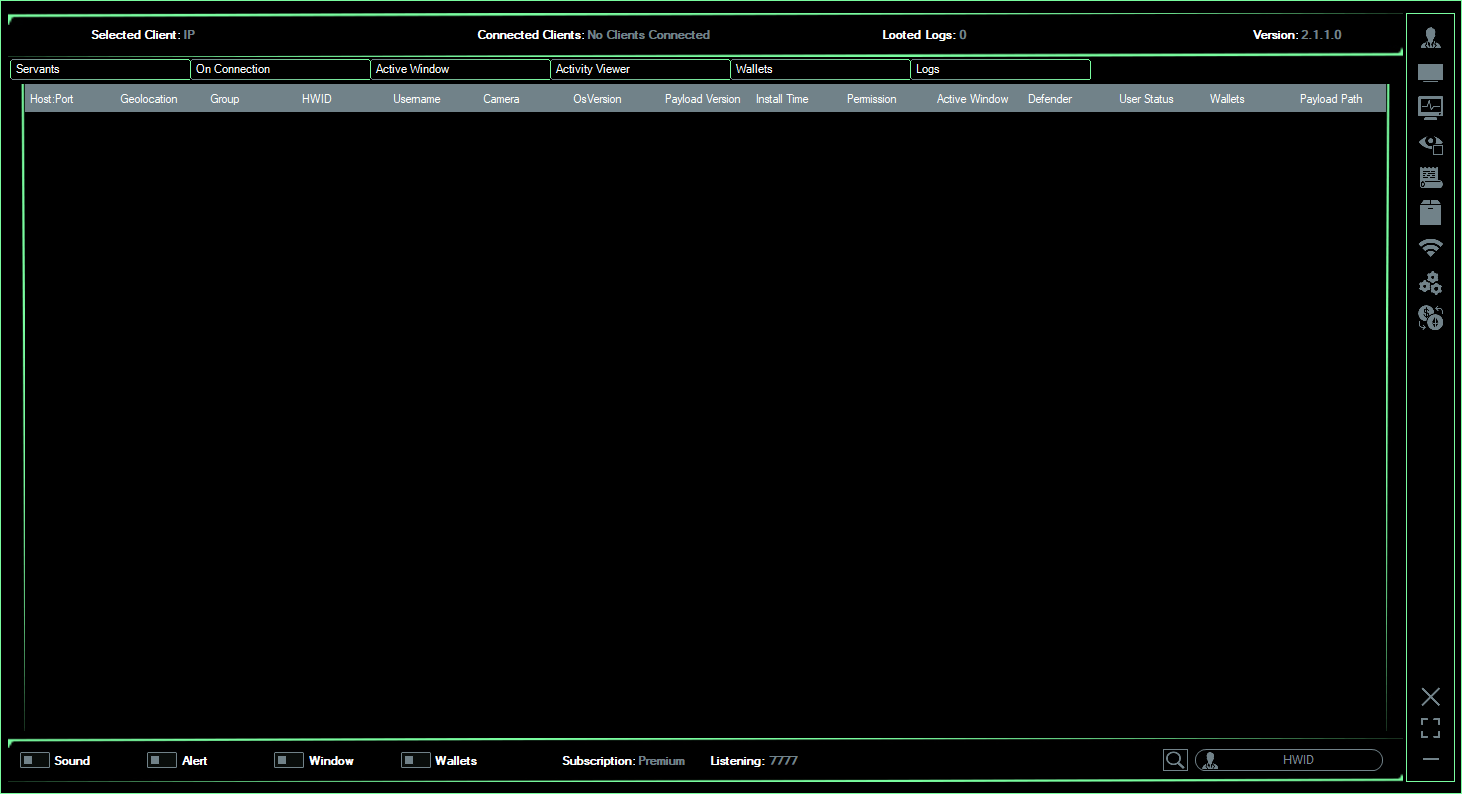 Selected Client: IP Connected Clients: No Clients Connected Looted Logs: 0 Version: 2.1.1.0
Servants On Connection Active Window Activity Viewer Wallets Logs
Host:Port Geolocation Group HWID Username Camera OsVersion Payload Version Install Time Permission Active Window Defender User Status Wallets Payload Path
Sound Alert Window Wallets Subscription: Premium Listening: 7777 HWID